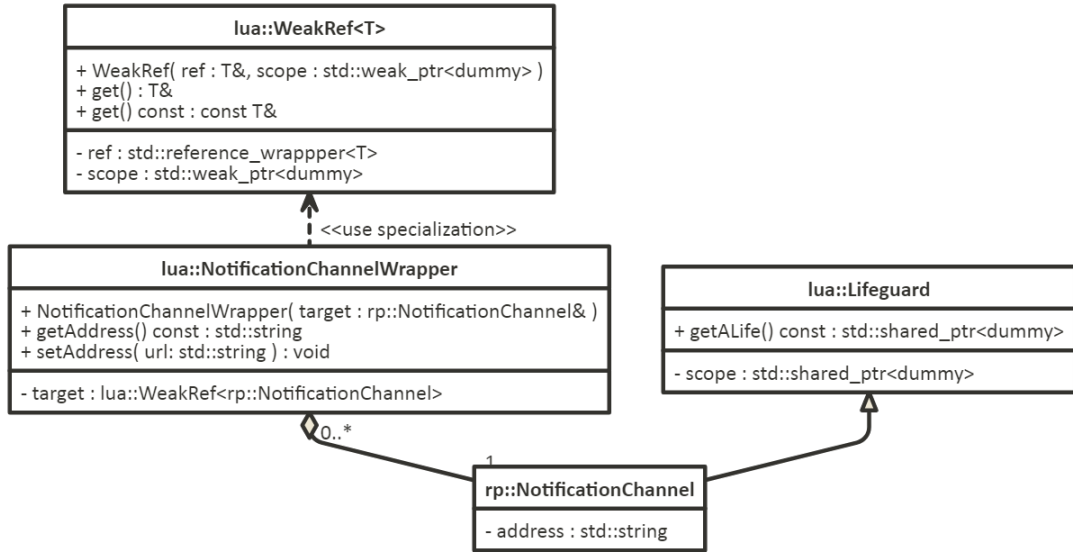 lua::WeakRef<T>
+ WeakRef( ref : T&, scope : std::weak_ptr<dummy> )
+ get() : T&
+ get() const : const T&
- ref : std::reference_wrappper<T>
- scope : std::weak_ptr<dummy>
<<use specialization>>
lua::NotificationChannelWrapper
+ NotificationChannelWrapper( target : rp::NotificationChannel& )
+ getAddress() const : std::string
+ setAddress( url: std::string ) : void
- target : lua::WeakRef<rp::NotificationChannel>
lua::Lifeguard
+ getALife() const : std::shared_ptr<dummy>
- scope : std::shared_ptr<dummy>
0..*
1
rp::NotificationChannel
- address : std::string